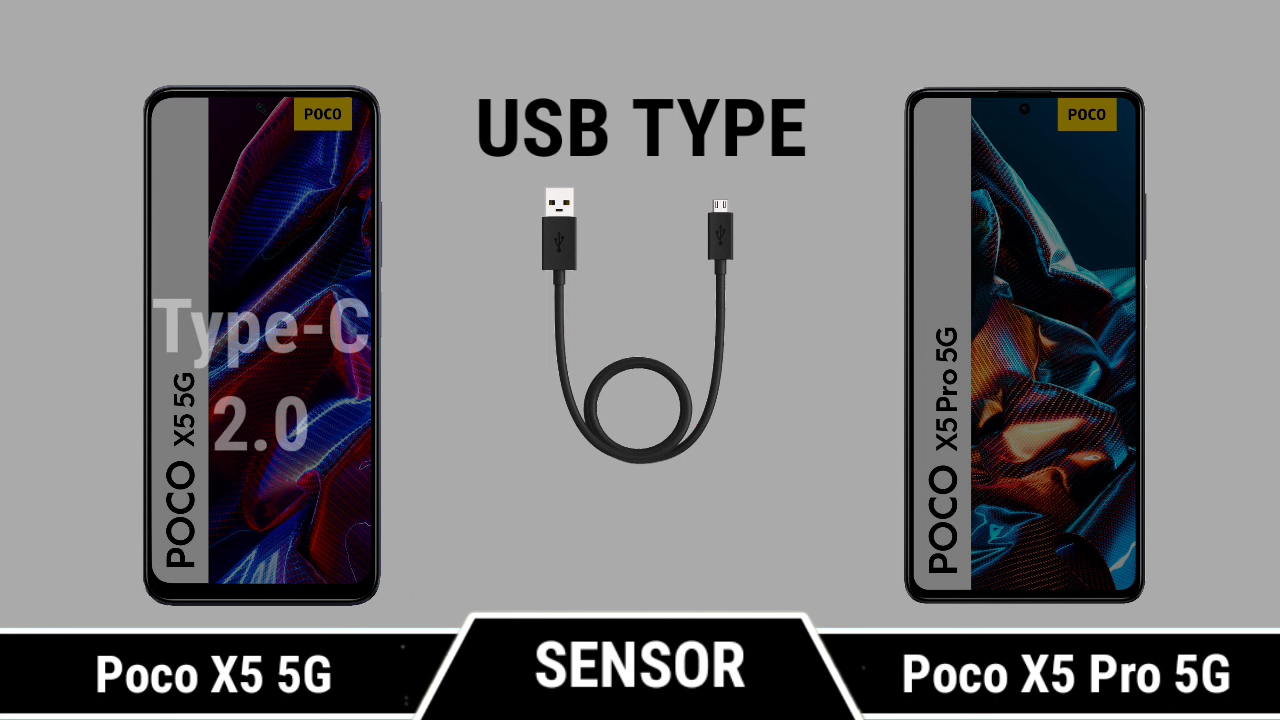 USB TYPE
POCO
POCO X5 5G
Type-C
2.0
POCO
POCO X5 Pro 5G
Poco X5 5G
SENSOR
Poco X5 Pro 5G